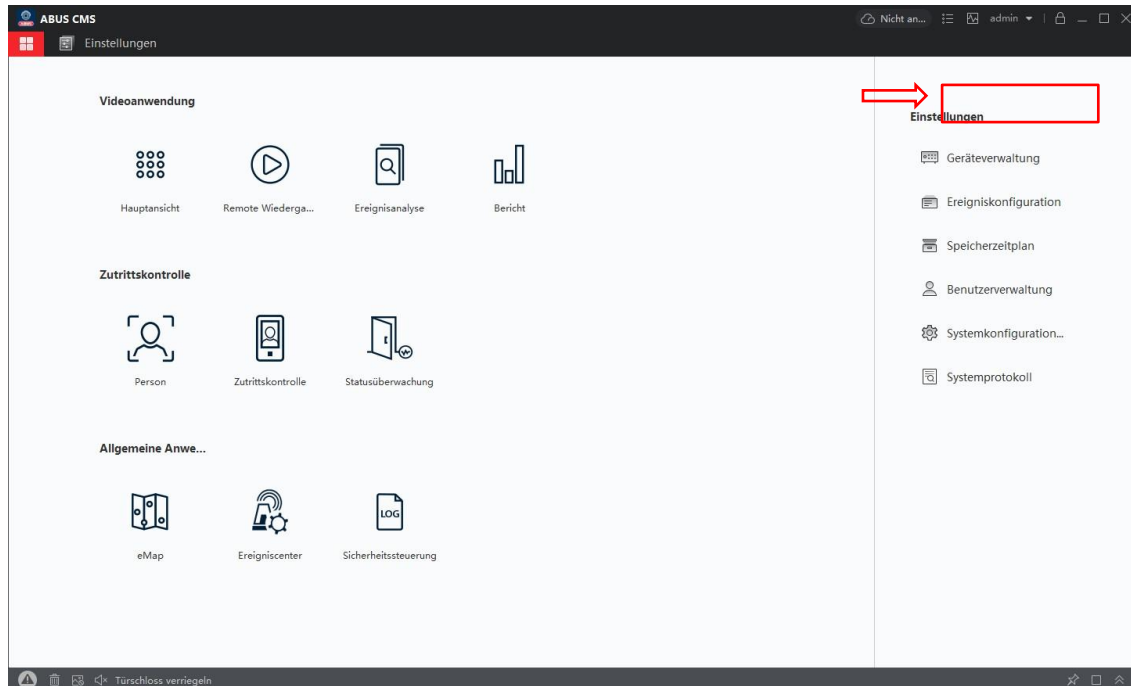 ABUS CMS
Nicht an...
admin
Einstellungen
Videoanwendung
Hauptansicht
Remote Wiederga...
Ereignisanalyse
Bericht
Zutrittskontrolle
Person
Zutrittskontrolle
Statusüberwachung
Allgemeine Anwe...
eMap
Ereigniscenter
LOG
Sicherheitssteuerung
Einstellungen
Geräteverwaltung
Ereigniskonfiguration
Speicherzeitplan
Benutzerverwaltung
Systemkonfiguration...
Systemprotokoll
Türschloss verriegeln